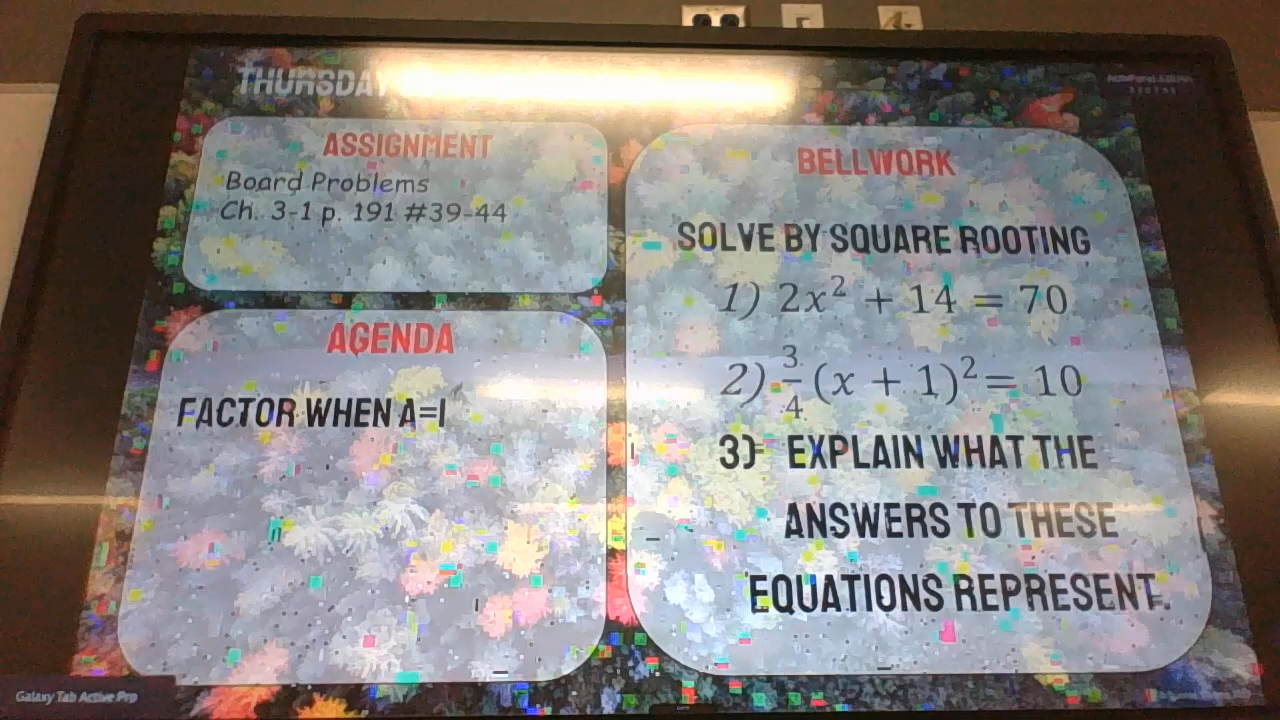 THURSDAY
ASSIGNMENT
Board Problems
Ch. 3-1 p. 191 #39-44
AGENDA
FACTOR WHEN A=1
BELLWORK
SOLVE BY SQUARE ROOTING
1) 2x² + 14 = 70
2) 3/4 (x + 1)² = 10
3) EXPLAIN WHAT THE
ANSWERS TO THESE
EQUATIONS REPRESENT.
Galaxy Tab Active Pro